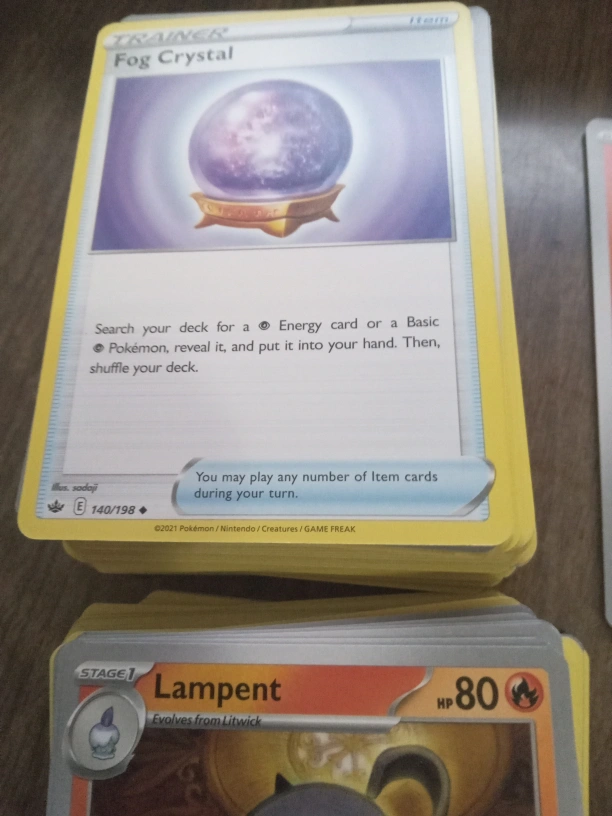 TRAINER
Item
Fog Crystal
Search your deck for a Energy card or a Basic
Pokémon, reveal it, and put it into your hand. Then,
shuffle your deck.
Illus. sadaji
You may play any number of Item cards
during your turn.
E 140/198
©2021 Pokémon / Nintendo / Creatures / GAME FREAK
STAGE1
Lampent
HP 80
Evolves from Litwick